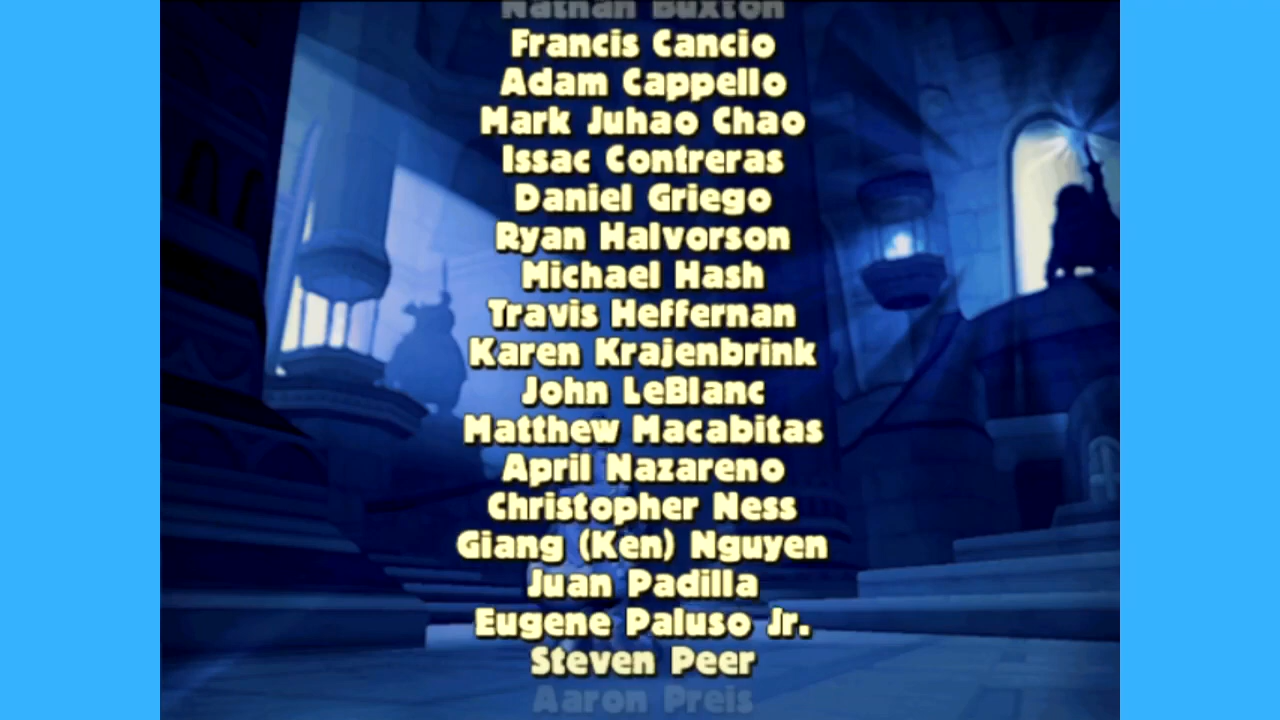 Nathan Buxton
Francis Cancio
Adam Cappello
Mark Juhao Chao
Issac Contreras
Daniel Griego
Ryan Halvorson
Michael Hash
Travis Heffernan
Karen Krajenbrink
John LeBlanc
Matthew Macabitas
April Nazareno
Christopher Ness
Giang (Ken) Nguyen
Juan Padilla
Eugene Paluso Jr.
Steven Peer
Aaron Preis